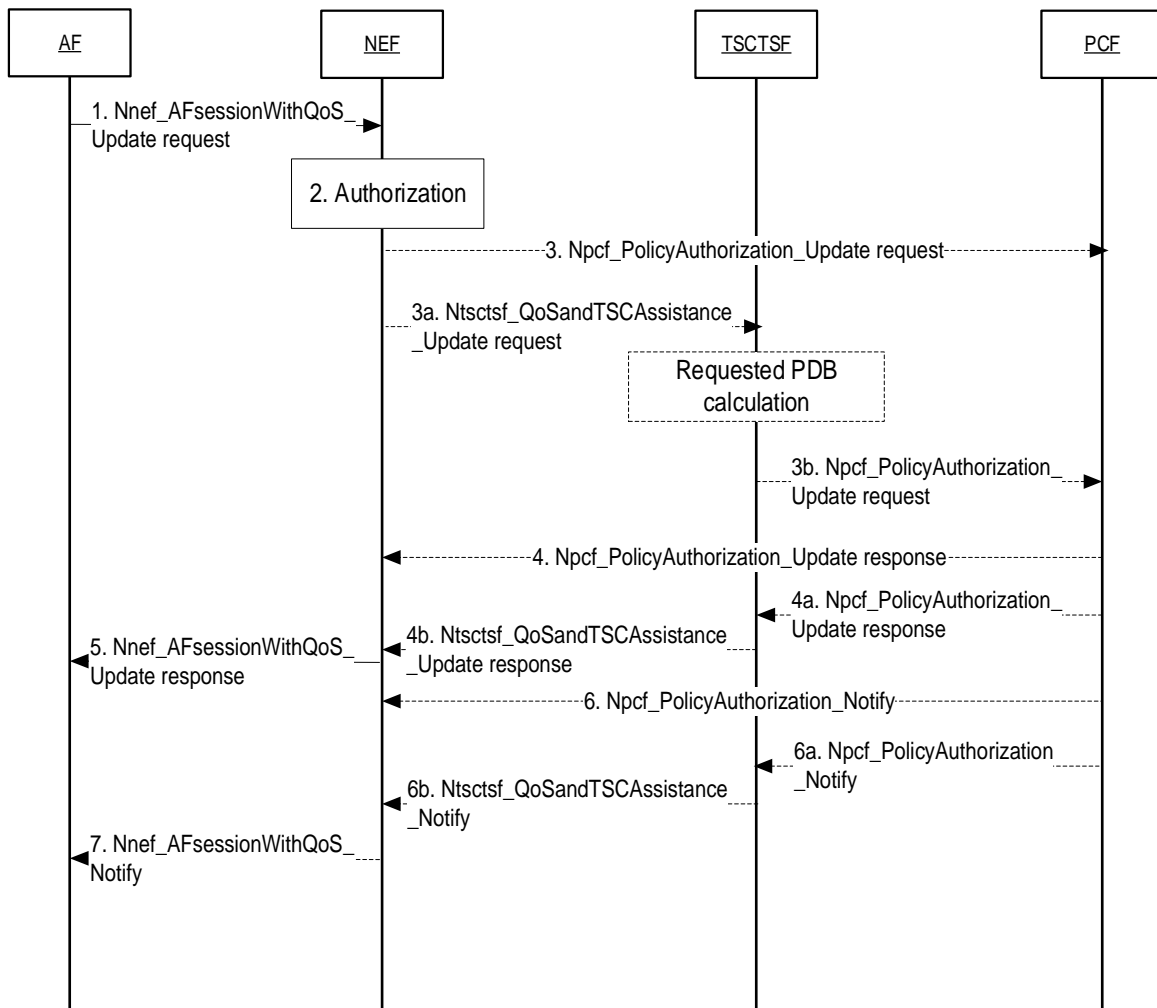 AF
NEF
TSCTSF
PCF
1. Nnef_AFsessionWithQoS_
Update request
2. Authorization
3. Npcf_PolicyAuthorization_Update request
3a. Ntsctsf_QoSandTSCAssistance
_Update request
Requested PDB
calculation
3b. Npcf_PolicyAuthorization_
Update request
4. Npcf_PolicyAuthorization_Update response
4a. Npcf_PolicyAuthorization_
Update response
4b. Ntsctsf_QoSandTSCAssistance
_Update response
5. Nnef_AFsessionWithQoS_
Update response
6. Npcf_PolicyAuthorization_Notify
6a. Npcf_PolicyAuthorization
_Notify
6b. Ntsctsf_QoSandTSCAssistance
_Notify
7. Nnef_AFsessionWithQoS_
Notify